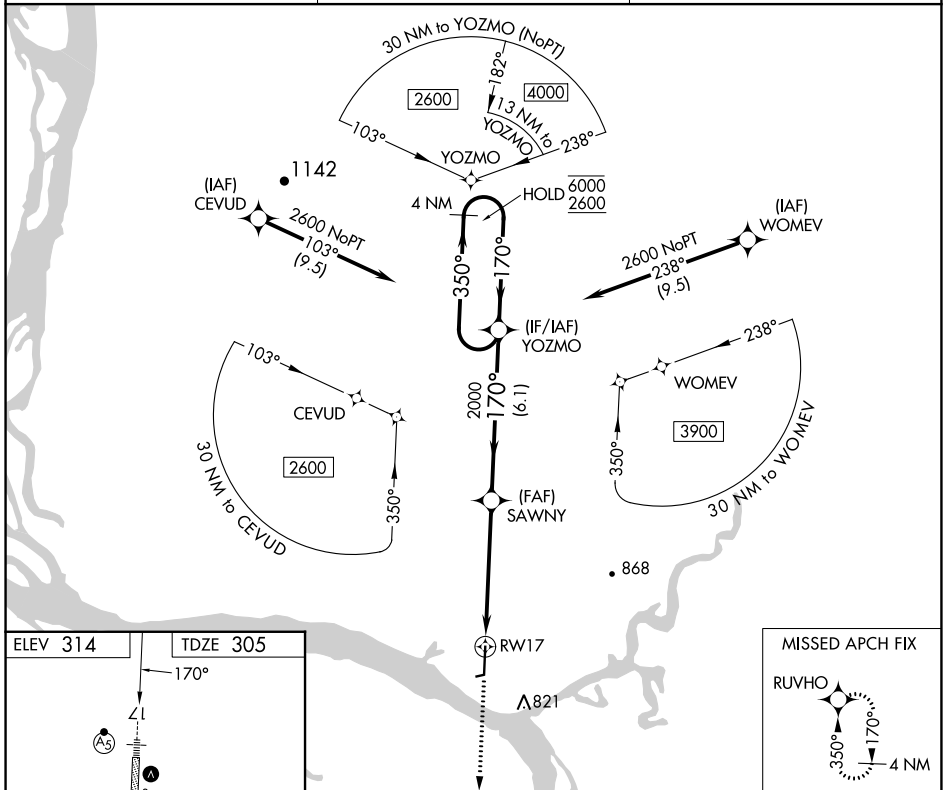 30 NM to YOZMO (NoPT)
2600
182°
4000
13 NM to
YOZMO
103°
238°
YOZMO
1142
(IAF)
CEVUD
2600 NoPT
103°
(9.5)
4 NM
HOLD
6000
2600
350°
170°
(IAF)
WOMEV
2600 NoPT
238°
(9.5)
(IF/IAF)
YOZMO
2000
170°
(6.1)
103°
CEVUD
2600
350°
30 NM to CEVUD
238°
WOMEV
3900
350°
30 NM to WOMEV
(FAF)
SAWNY
868
RW17
821
ELEV 314
TDZE 305
170°
17
A5
MISSED APCH FIX
RUVHO
350°
170°
4 NM